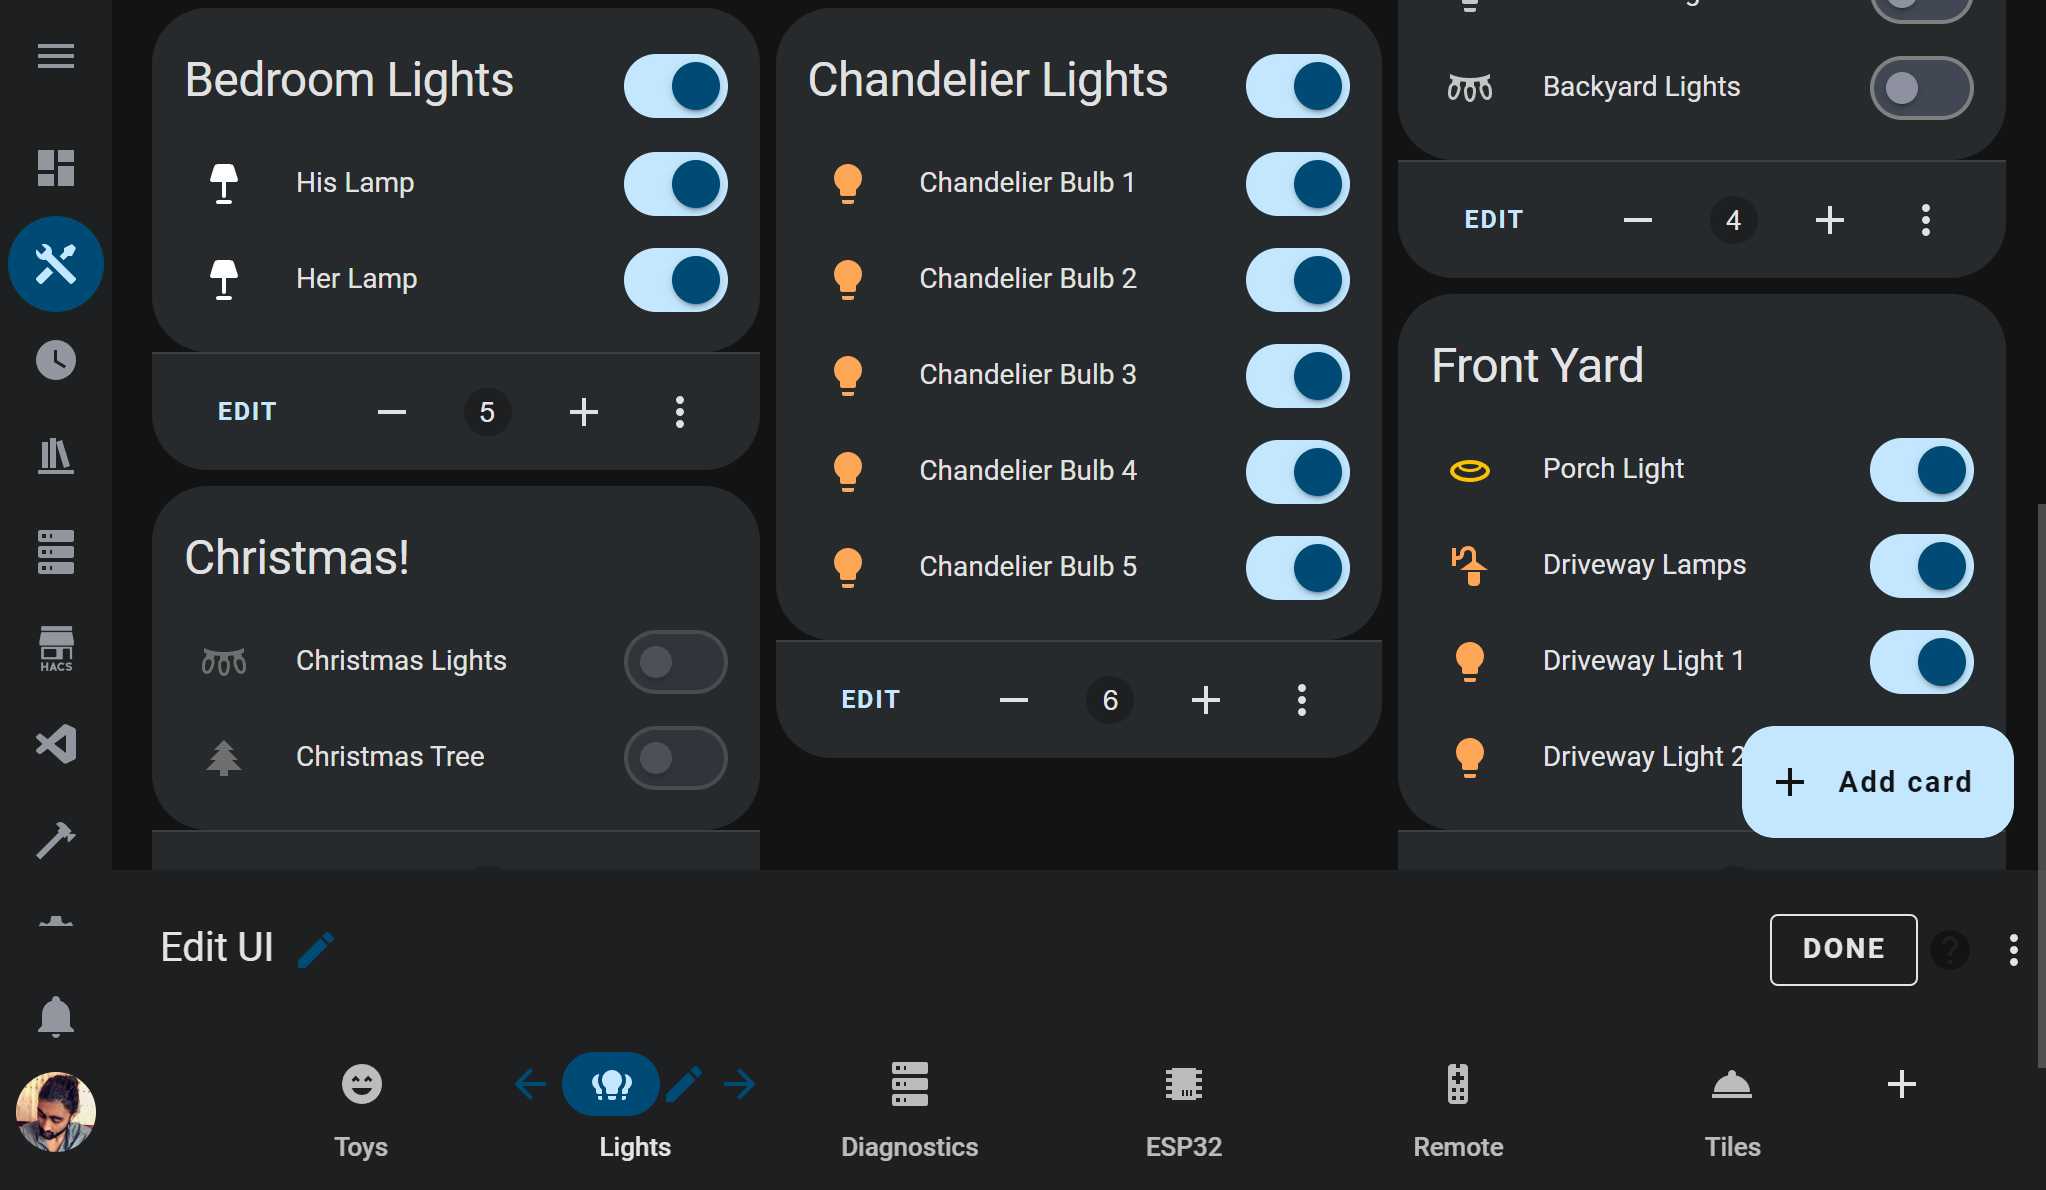 HACS
Bedroom Lights
His Lamp
Her Lamp
EDIT
5
Christmas!
Christmas Lights
Christmas Tree
Chandelier Lights
Chandelier Bulb 1
Chandelier Bulb 2
Chandelier Bulb 3
Chandelier Bulb 4
Chandelier Bulb 5
EDIT
6
Backyard Lights
EDIT
4
Front Yard
Porch Light
Driveway Lamps
Driveway Light 1
Driveway Light 2
Add card
Edit UI
DONE
?
Toys
Lights
Diagnostics
ESP32
Remote
Tiles